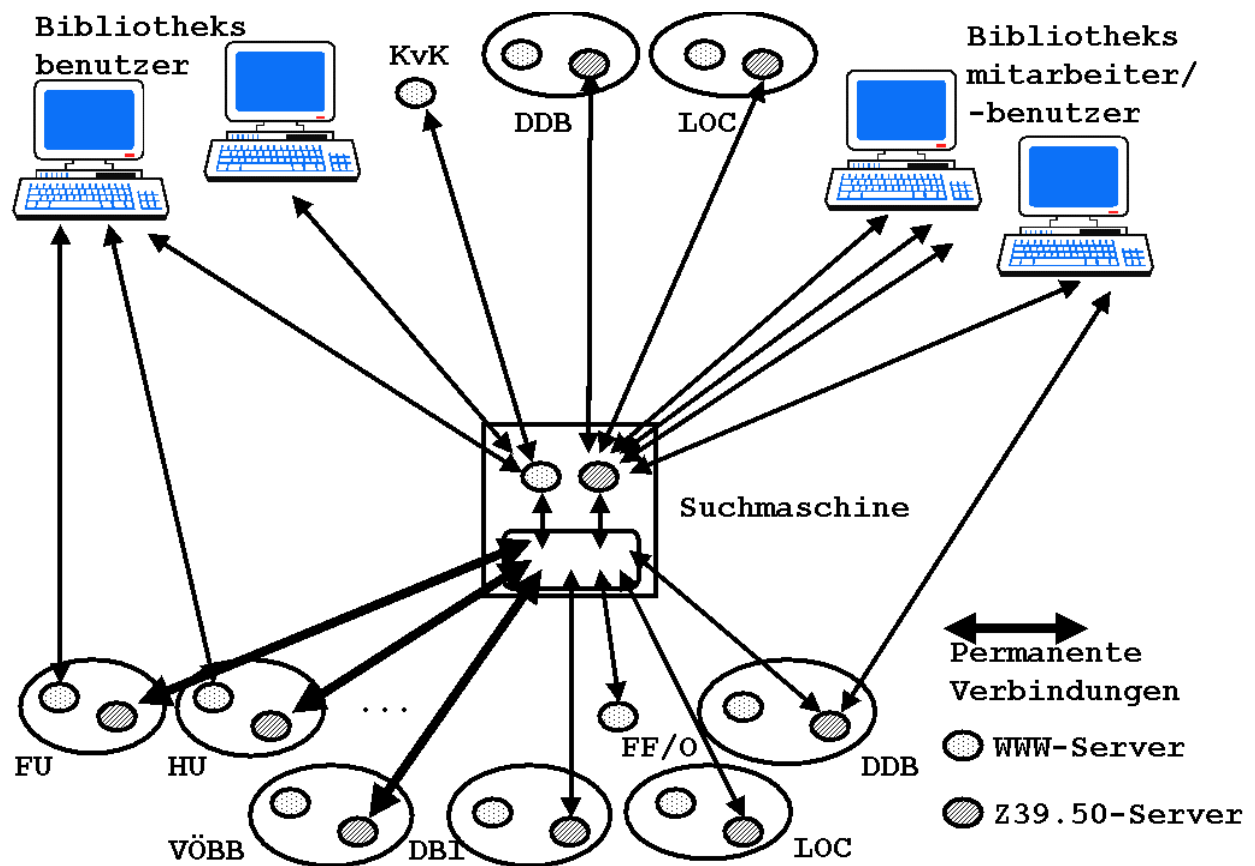 Bibliotheks
benutzer
KvK
DDB
LOC
Bibliotheks
mitarbeiter/
-benutzer
Suchmaschine
Permanente
Verbindungen
WWW-Server
Z39.50-Server
FU
HU
...
FF/O
DDB
VÖBB
DBI
LOC